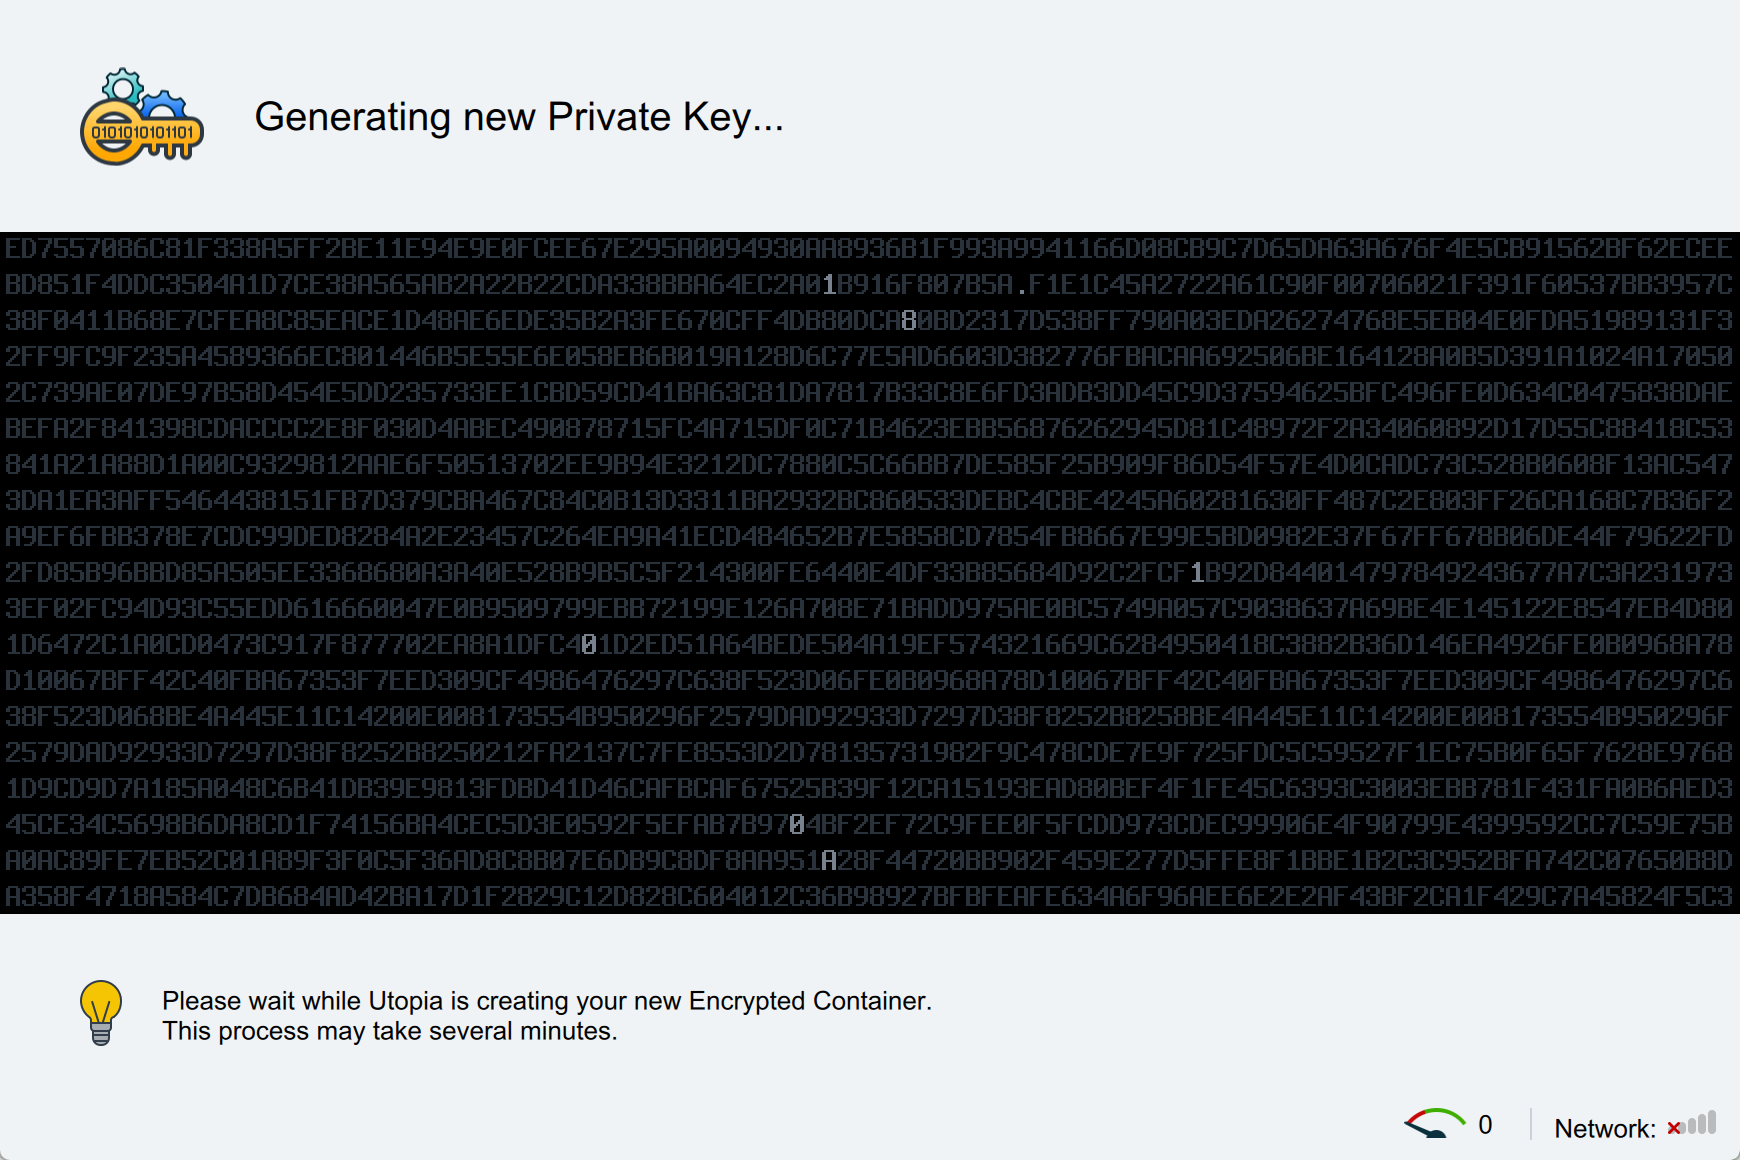 0101010101101
Generating new Private Key...
ED7557086C81F338A5FF2BE11E94E9E0FCEE67E295A0094930AA8936B1F993A9941166D08CB9C7D65DA63A676F4E5CB91562BF62ECEE
BD851F4DDC3504A1D7CE38A565AB2A22B22CDA338BBA64EC2A01B916F807B5A.F1E1C45A2722A61C90F00706021F391F60537BB3957C
38F0411B68E7CFEA8C85EACE1D48AE6FDE35B2A3FE670CFF4DB80DCA80BD2317D538FF790A03EDA26274768E5EB04E0FDA51989131F3
2FF9FC9F235A4589366EC801446B5E55E6E058EB6B019A128D6C77E5AD6603D382776FBACAA692506BE164128A0B5D391A1024A17050
2C739AE07DE97B58D454E5DD235733EE1CBD59CD41BA63C81DA7817B33C8E6FD3ADB3DD45C9D37594625BFC496FE0D634C0475838DAE
BEFA2F841398CDACCCC2E8F030D4ABEC490878715FC4A715DF0C71B4623EBB56876262945D81C48972F2A34060892D17D55C88418C53
841A21A88D1A00C9329812AAE6F50513702EE9B94E3212DC7880C5C66BB7DE585F25B909F86D54F57E4D0CADC73C528B0608F13AC547
3DA1EA3AFF5464438151FB7D379CBA467C84C0B13D3311BA2932BC860533DEBC4CBE4245A60281630FF487C2E803FF26CA168C7B36F2
A9EF6FBB378E7CDC99DED8284A2E23457C264EA9A41ECD484652B7E5858CD7854FB8667E99E5BD0982E37F67FF678B06DE44F79622FD
2FD85B96BBD85A505EE3368680A3A40E528B9B5C5F214300FE6440E4DF33B85684D92C2FCF1B92D8440147978492436 77A7C3A231973
3EF02FC94D93C55EDD616660047E0B9509799EBB72199E126A708E71BADD975AE0BC5749A057C9038637A69BE4E145122E8547EB4D80
1D6472C1A0CD0473C917F877702EA8A1DFC401D2ED51A64BEDE504A19EF574321669C6284950418C3882B36D146EA4926FE0B0968A78
D10067BFF42C40FBA67353F7EED309CF4986476297C638F523D06FE0B0968A78D10067BFF42C40FBA67353F7EED309CF4986476297C6
38F523D068BE4A445E11C14200E008173554B950296F2579DAD92933D7297D38F8252B8258BE4A445E11C14200E008173554B950296F
2579DAD92933D7297D38F8252B8250212FA2137C7FE8553D2D78135731982F9C478CDE7E9F725FDC5C59527F1EC75B0F65F7628E9768
1D9CD9D7A185A048C6B41DB39E9813FDBD41D46CAFBCAF67525B39F12CA15193EAD80BEF4F1FE45C6393C3003EBB781F431FA0B6AED3
45CE34C5698B6DA8CD1F74156BA4CEC5D3E0592F5EFAB7B9704BF2EF72C9FEE0F5FCDD973CDEC99906E4F90799E4399592CC7C59E75B
A0AC89FE7EB52C01A89F3F0C5F36AD8C8B07E6DB9C8DF8AA951A28F44720BB902F459E277D5FFE8F1BBE1B2C3C952BFA742C07650B8D
A358F4718A584C7DB684AD42BA17D1F2829C12D828C604012C36B98927BFBFEAFE634A6F96AEE6E2E2AF43BF2CA1F429C7A45824F5C3
Please wait while Utopia is creating your new Encrypted Container.
This process may take several minutes.
0
Network: